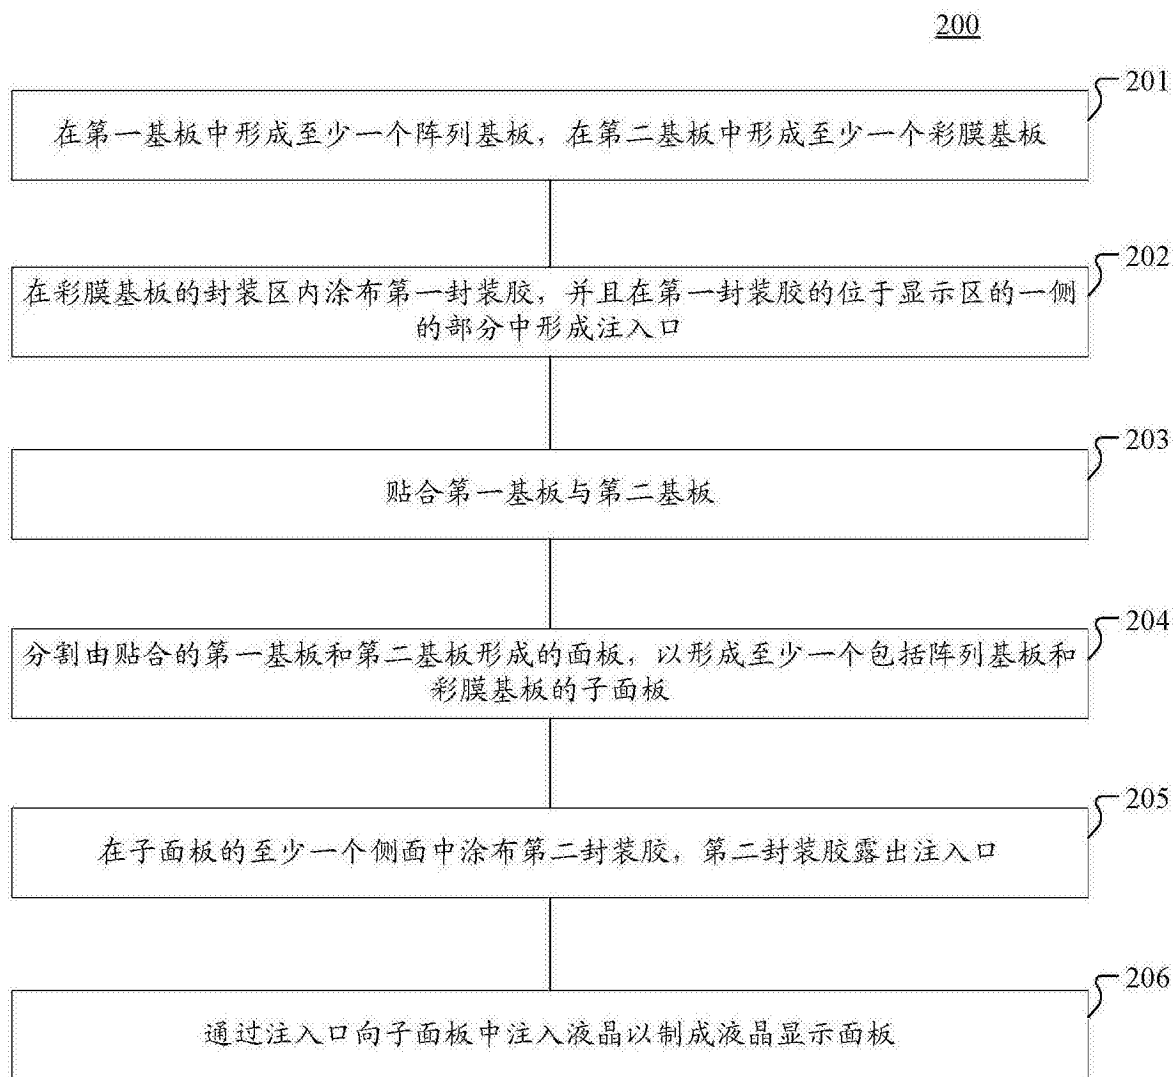 200
201
在第一基板中形成至少一个阵列基板，在第二基板中形成至少一个彩膜基板
202
在彩膜基板的封装区内涂布第一封装胶，并且在第一封装胶的位于显示区的一侧
的部分中形成注入口
203
贴合第一基板与第二基板
204
分割由贴合的第一基板和第二基板形成的面板，以形成至少一个包括阵列基板和
彩膜基板的子面板
205
在子面板的至少一个侧面中涂布第二封装胶，第二封装胶露出注入口
206
通过注入口向子面板中注入液晶以制成液晶显示面板